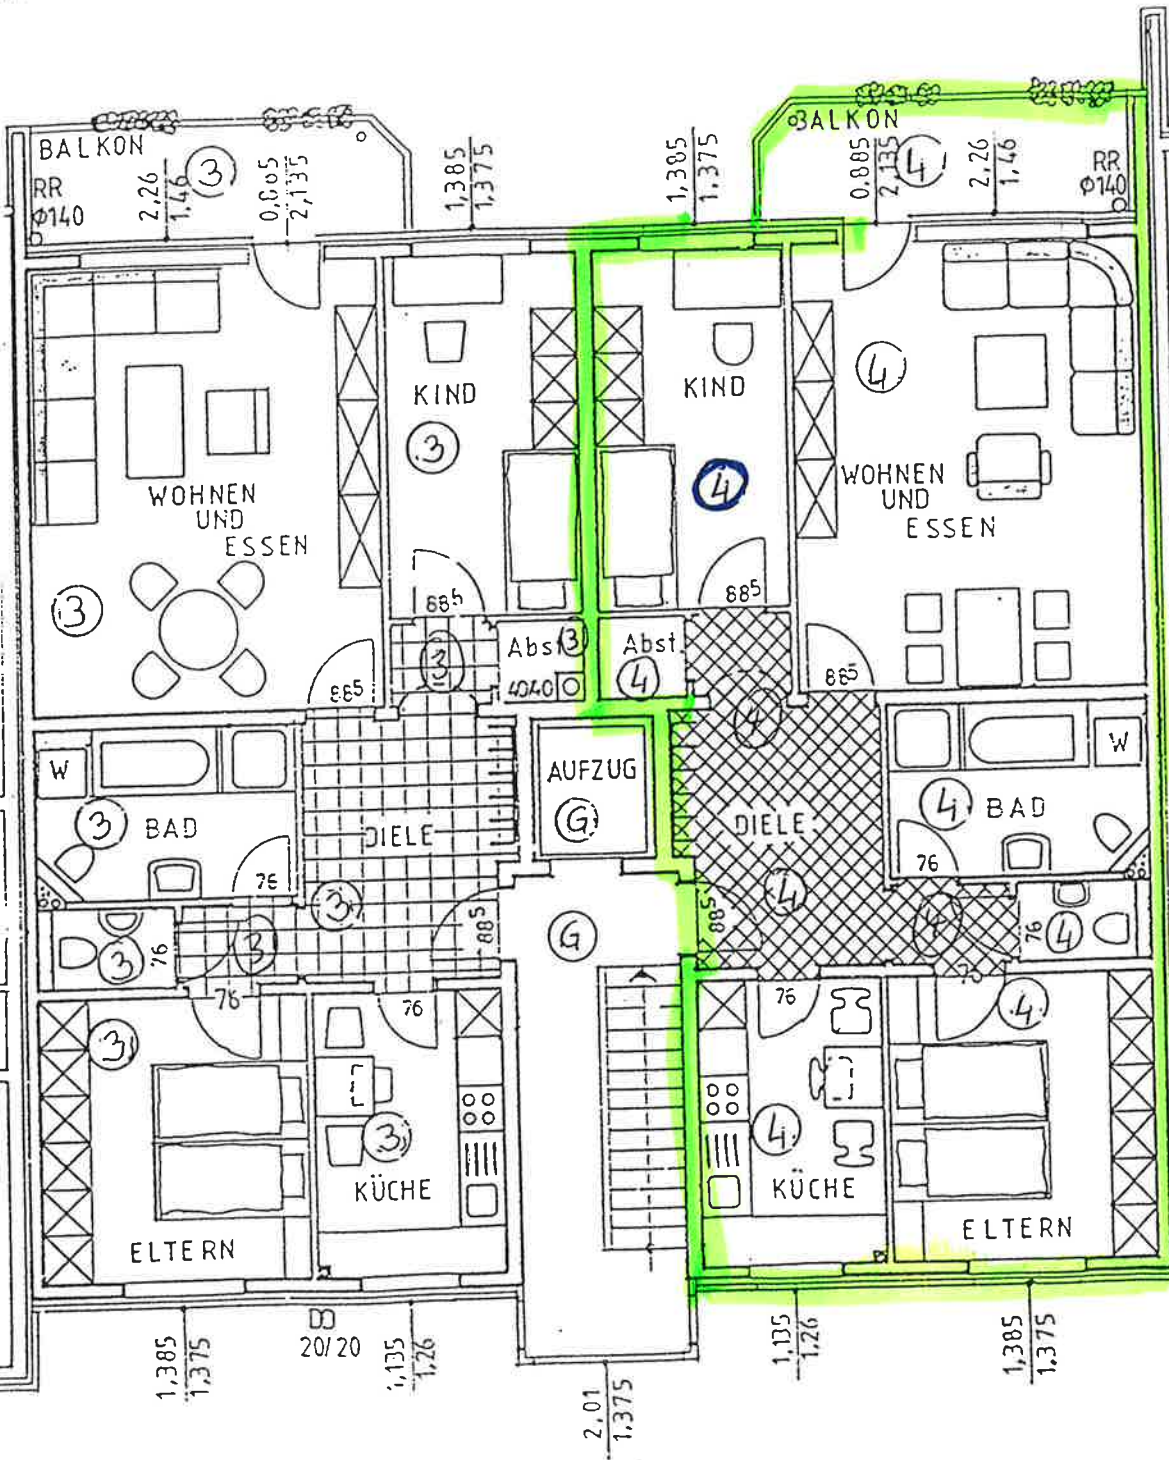 BALKON
RR
Ø140
2,26
1,46
3
0,885
2,135
1,385
1,375
1,385
1,375
BALKON
0,885
2,135
4
2,26
1,46
RR
Ø140
KIND
3
WOHNEN
UND
ESSEN
3
88⁵
KIND
4
88⁵
4
WOHNEN
UND
ESSEN
88⁵
3
Abst.
3
40 40
Abst.
4
4
88⁵
W
3
BAD
76
DIELE
3
3
AUFZUG
G
DIELE
4
4
BAD
W
76
4
3
76
88⁵
G
88⁵
76
4
76
3
ELTERN
76
3
KÜCHE
76
4
KÜCHE
4
ELTERN
1,385
1,375
20/20
1,135
1,26
2,01
1,375
1,135
1,26
1,385
1,375